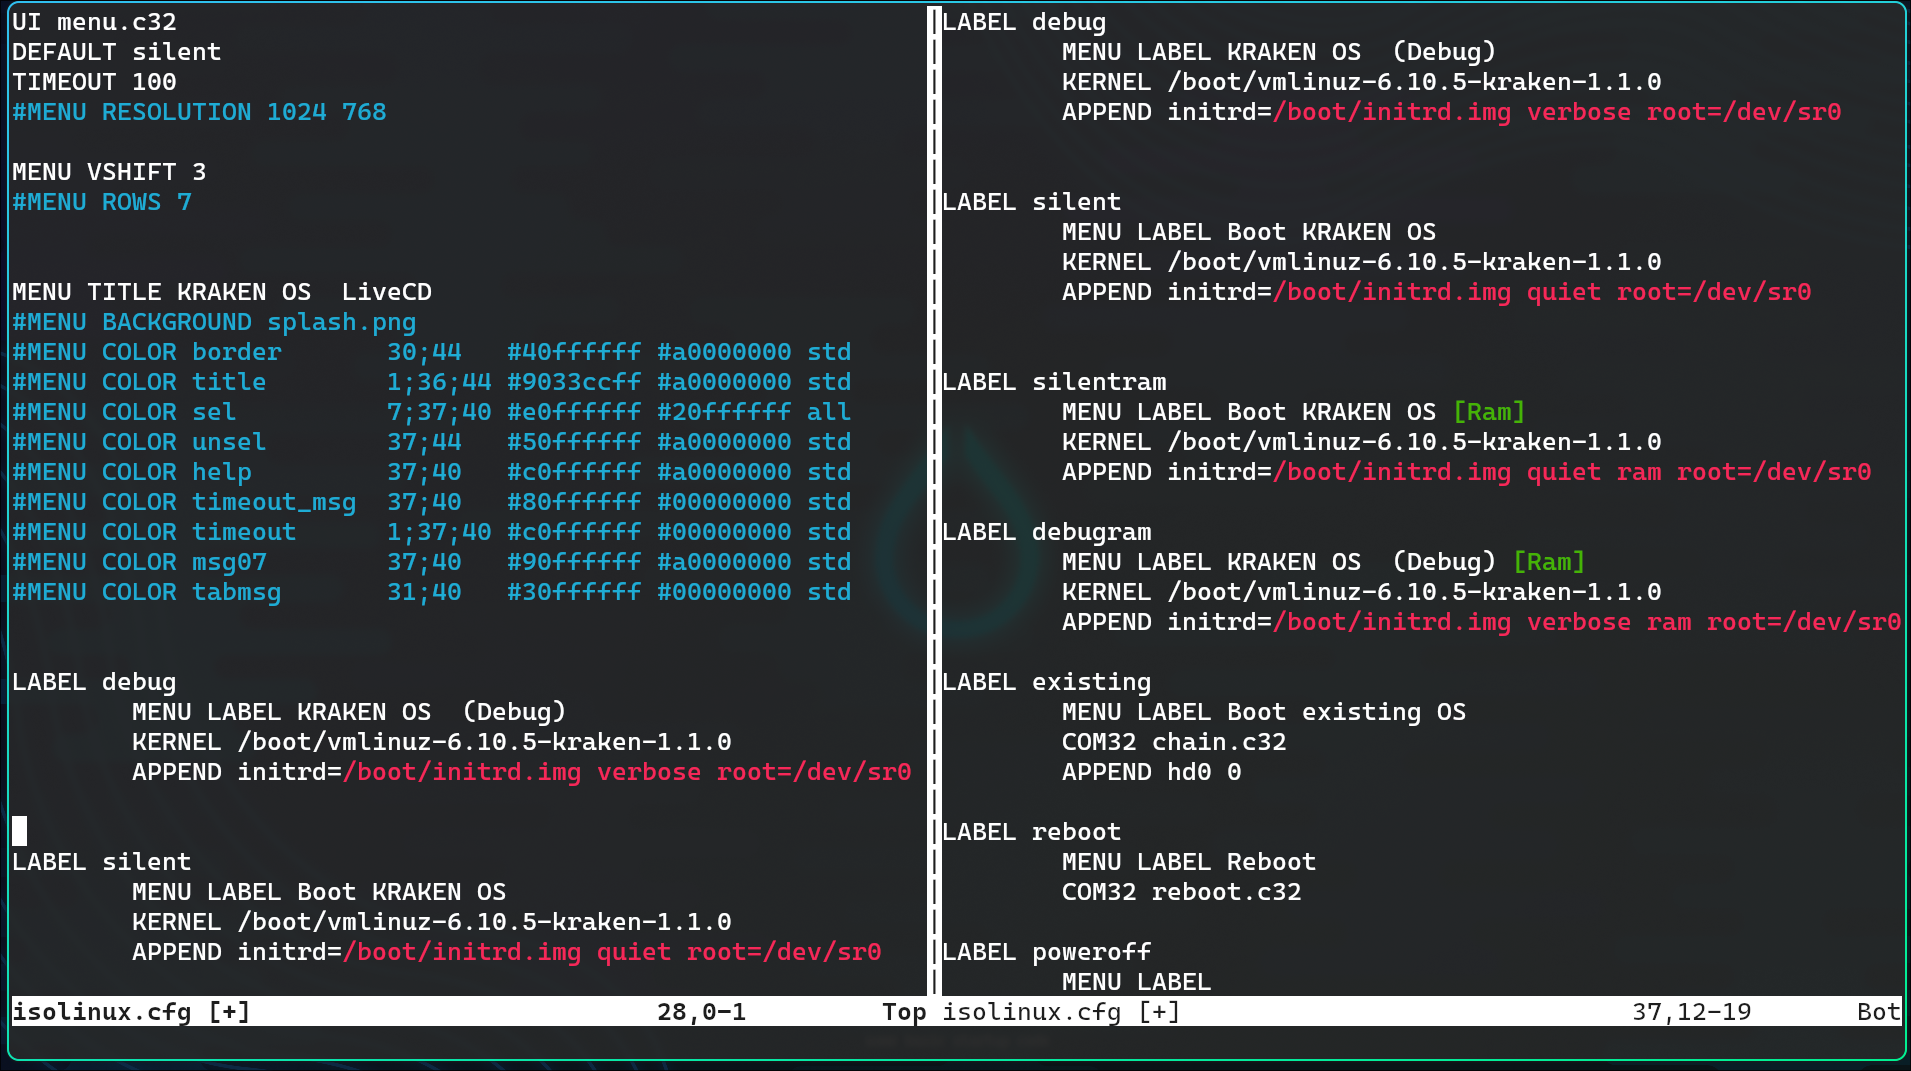 UI menu.c32
DEFAULT silent
TIMEOUT 100
#MENU RESOLUTION 1024 768

MENU VSHIFT 3
#MENU ROWS 7

MENU TITLE KRAKEN OS  LiveCD
#MENU BACKGROUND splash.png
#MENU COLOR border       30;44   #40ffffff #a0000000 std
#MENU COLOR title        1;36;44 #9033ccff #a0000000 std
#MENU COLOR sel          7;37;40 #e0ffffff #20ffffff all
#MENU COLOR unsel        37;44   #50ffffff #a0000000 std
#MENU COLOR help         37;40   #c0ffffff #a0000000 std
#MENU COLOR timeout_msg  37;40   #80ffffff #00000000 std
#MENU COLOR timeout      1;37;40 #c0ffffff #00000000 std
#MENU COLOR msg07        37;40   #90ffffff #a0000000 std
#MENU COLOR tabmsg       31;40   #30ffffff #00000000 std

LABEL debug
        MENU LABEL KRAKEN OS  (Debug)
        KERNEL /boot/vmlinuz-6.10.5-kraken-1.1.0
        APPEND initrd=/boot/initrd.img verbose root=/dev/sr0

LABEL silent
        MENU LABEL Boot KRAKEN OS
        KERNEL /boot/vmlinuz-6.10.5-kraken-1.1.0
        APPEND initrd=/boot/initrd.img quiet root=/dev/sr0

isolinux.cfg [+]                           28,0-1         Top

LABEL debug
        MENU LABEL KRAKEN OS  (Debug)
        KERNEL /boot/vmlinuz-6.10.5-kraken-1.1.0
        APPEND initrd=/boot/initrd.img verbose root=/dev/sr0

LABEL silent
        MENU LABEL Boot KRAKEN OS
        KERNEL /boot/vmlinuz-6.10.5-kraken-1.1.0
        APPEND initrd=/boot/initrd.img quiet root=/dev/sr0

LABEL silentram
        MENU LABEL Boot KRAKEN OS [Ram]
        KERNEL /boot/vmlinuz-6.10.5-kraken-1.1.0
        APPEND initrd=/boot/initrd.img quiet ram root=/dev/sr0

LABEL debugram
        MENU LABEL KRAKEN OS  (Debug) [Ram]
        KERNEL /boot/vmlinuz-6.10.5-kraken-1.1.0
        APPEND initrd=/boot/initrd.img verbose ram root=/dev/sr0

LABEL existing
        MENU LABEL Boot existing OS
        COM32 chain.c32
        APPEND hd0 0

LABEL reboot
        MENU LABEL Reboot
        COM32 reboot.c32

LABEL poweroff
        MENU LABEL
isolinux.cfg [+]                              37,12-19       Bot